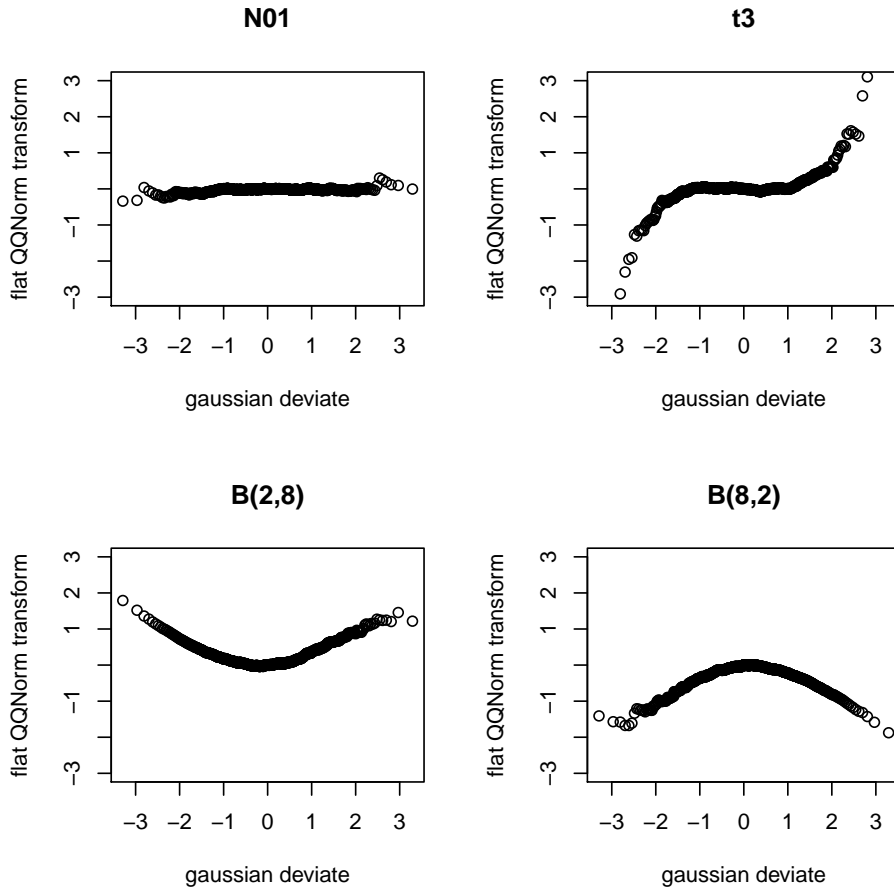 N01
flat QQNorm transform
3
2
1
−1
−3
−3 −2 −1 0 1 2 3
gaussian deviate
t3
flat QQNorm transform
3
2
1
−1
−3
−3 −2 −1 0 1 2 3
gaussian deviate
B(2,8)
flat QQNorm transform
3
2
1
−1
−3
−3 −2 −1 0 1 2 3
gaussian deviate
B(8,2)
flat QQNorm transform
3
2
1
−1
−3
−3 −2 −1 0 1 2 3
gaussian deviate